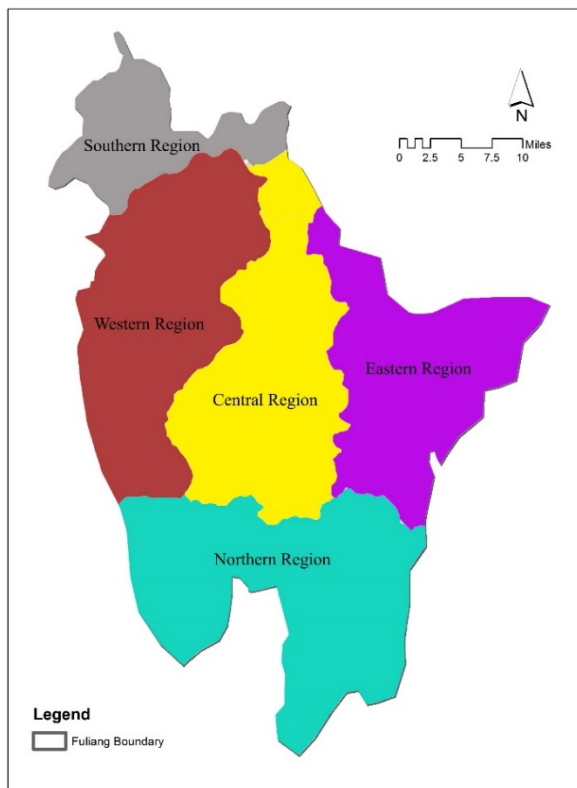 N
Miles
0 2.5 5 7.5 10
Southern Region
Western Region
Eastern Region
Central Region
Northern Region
Legend
Fuliang Boundary